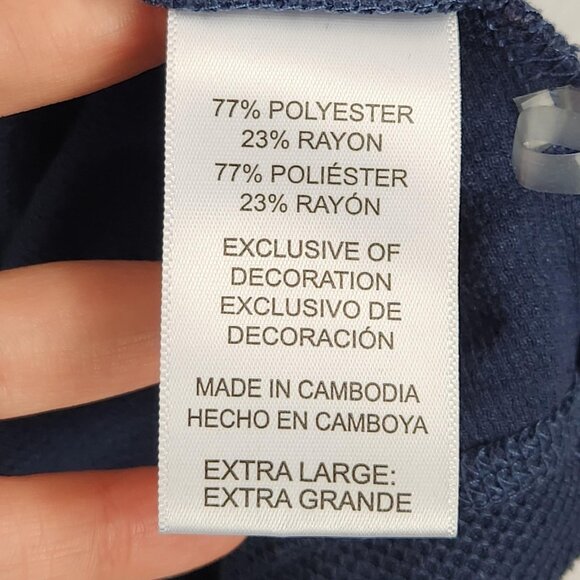 77% POLYESTER
23% RAYON
77% POLIÉSTER
23% RAYÓN
EXCLUSIVE OF
DECORATION
EXCLUSIVO DE
DECORACIÓN
MADE IN CAMBODIA
HECHO EN CAMBOYA
EXTRA LARGE:
EXTRA GRANDE